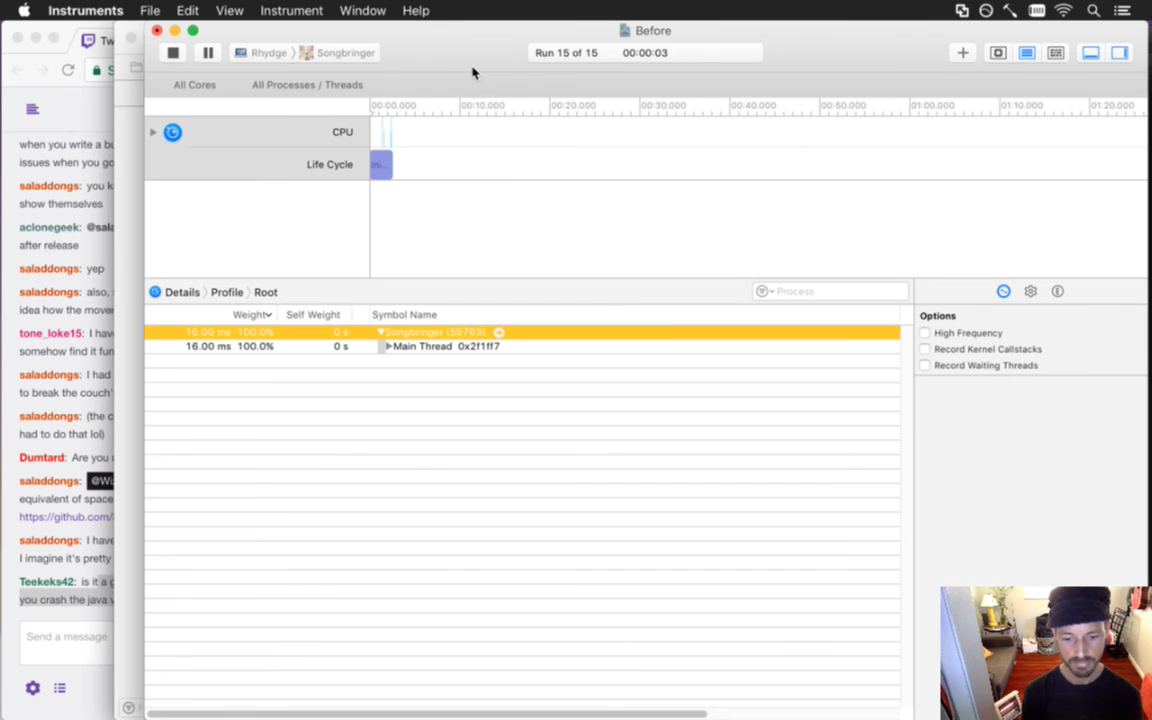 Instruments File Edit View Instrument Window Help
Before
Rhydge Songbringer
Run 15 of 15 00:00:03
All Cores All Processes / Threads
00:00.000 00:10.000 00:20.000 00:30.000 00:40.000 00:50.000 01:00.000 01:10.000 01:20.000
CPU
Life Cycle
Details Profile Root
Process
Weight Self Weight Symbol Name
16.00 ms 100.0% 0 s Songbringer (55763)
16.00 ms 100.0% 0 s Main Thread 0x2f1ff7
Options
High Frequency
Record Kernel Callstacks
Record Waiting Threads
Tw
when you write a bu
issues when you go
saladdongs: you k
show themselves
aclonegeek: @sala
after release
saladdongs: yep
saladdongs: also,
idea how the mover
tone_loke15: I hav
somehow find it fun
saladdongs: I had
to break the couch'
saladdongs: (the c
had to do that lol)
Dumtard: Are you
saladdongs: @Wi
equivalent of space
https://github.com/
saladdongs: I have
I imagine it's pretty
Teekeks42: is it a g
you crash the java v
Send a message